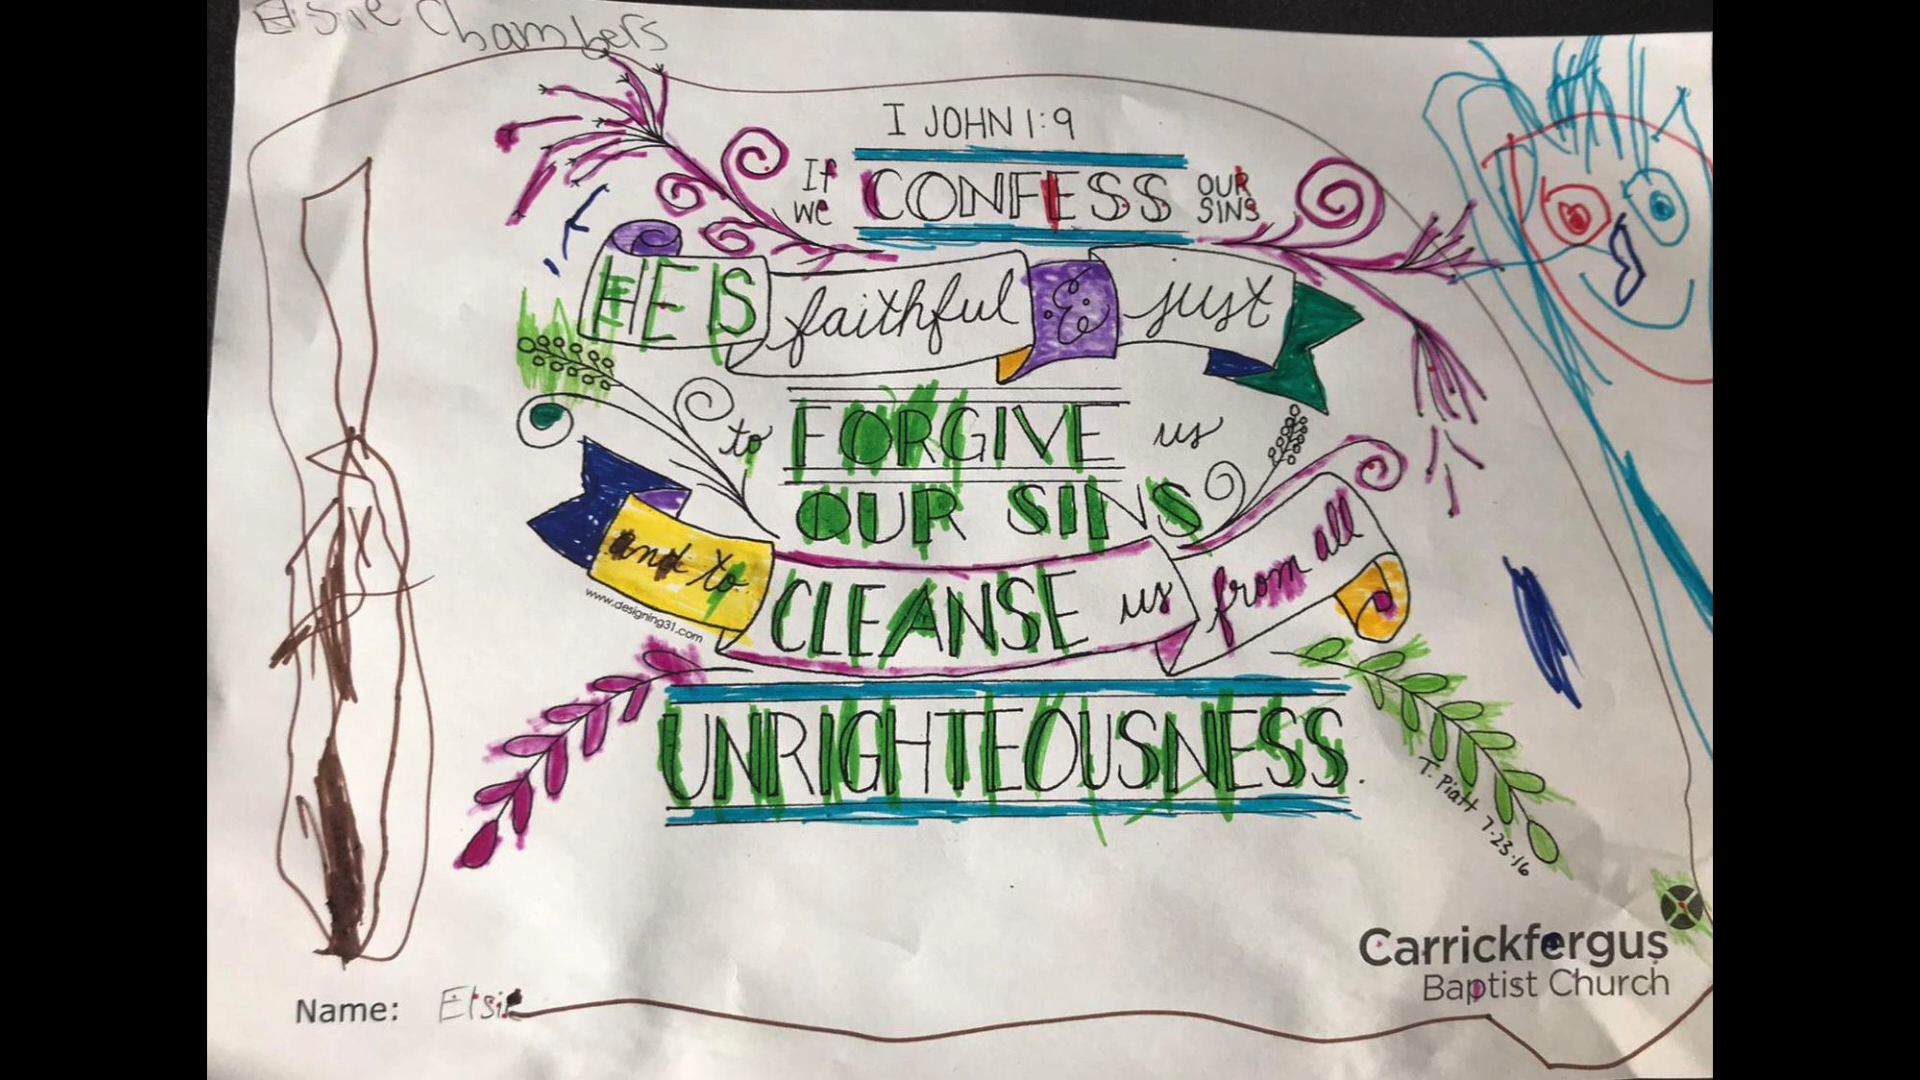 Elsie Chambers
I JOHN 1:9
If we CONFESS OUR SINS
HE IS faithful & just
to FORGIVE us
OUR SINS
and to CLEANSE us from all
www.designing31.com
UNRIGHTEOUSNESS.
T. Piatt 7.23.16
Carrickfergus
Baptist Church
Name: Elsie